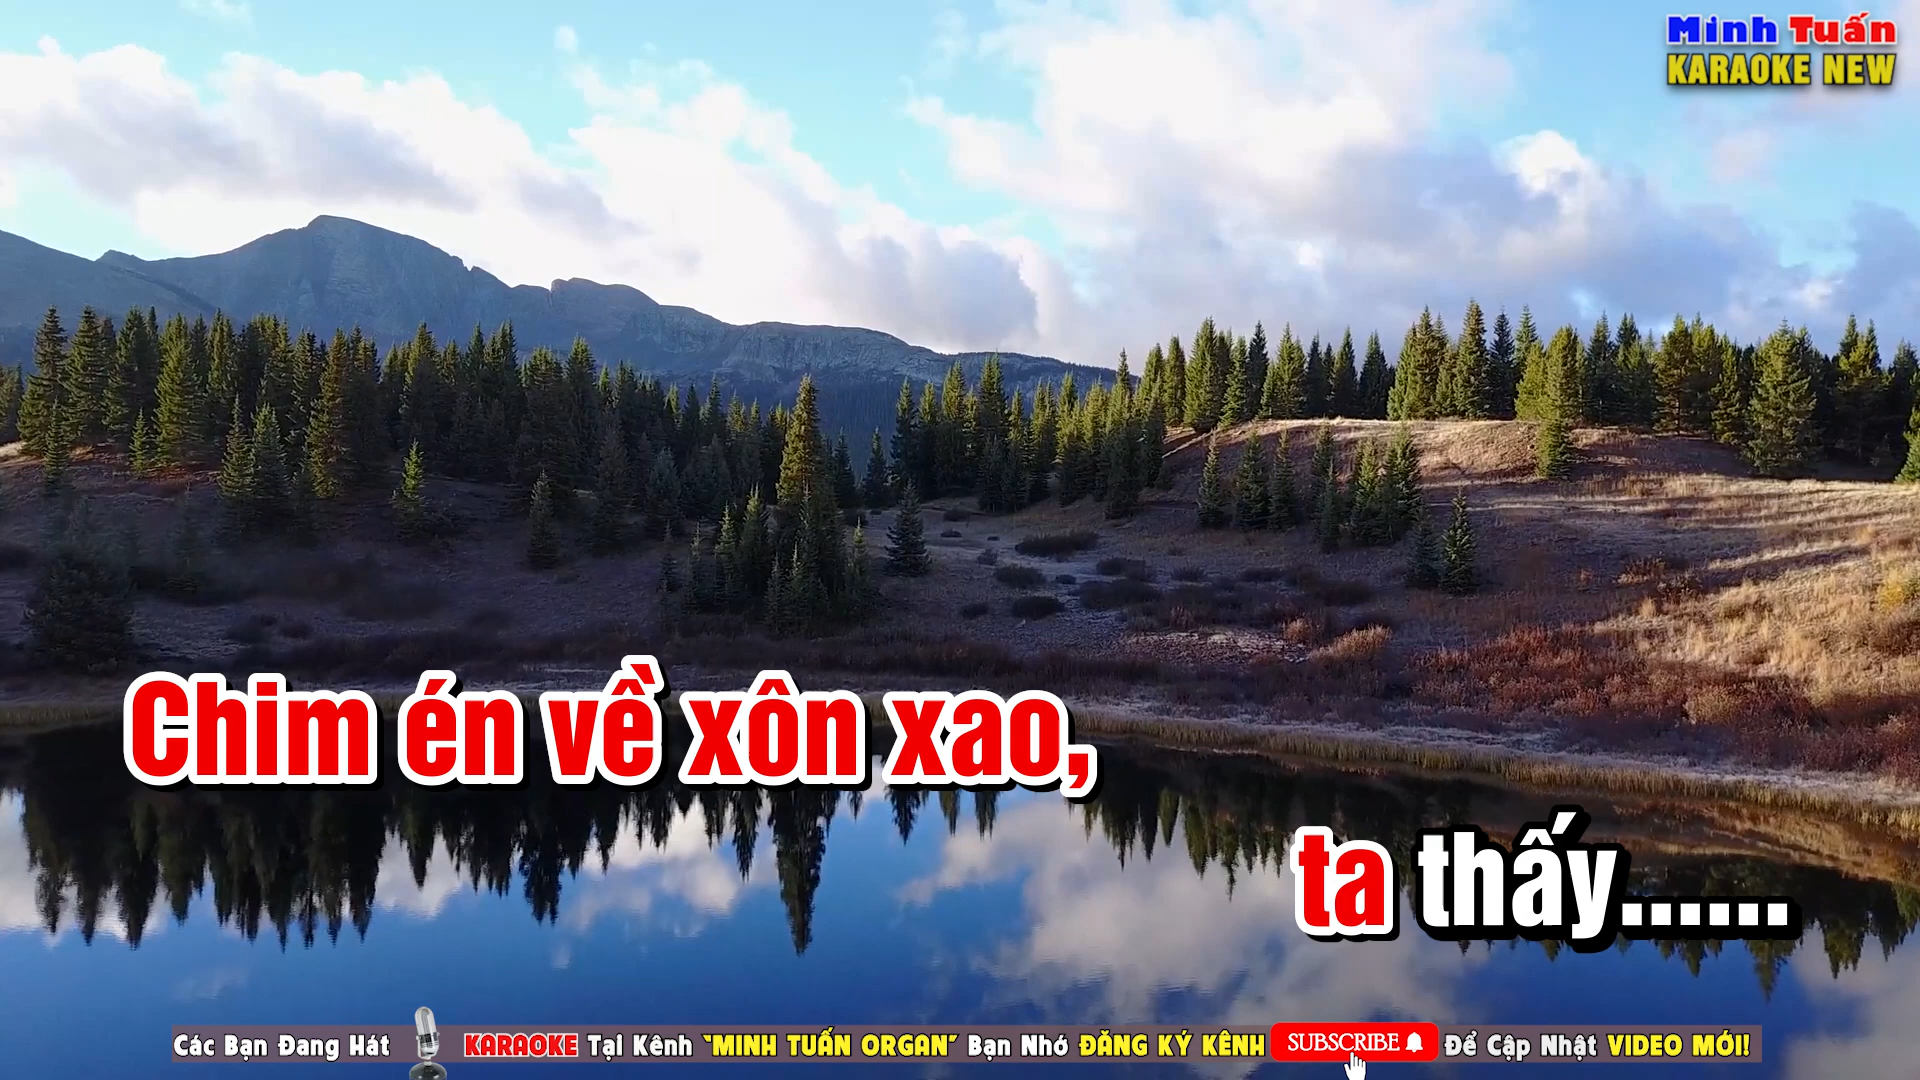 Minh Tuấn
KARAOKE NEW
Chim én về xôn xao,
ta thấy......
Các Bạn Đang Hát KARAOKE Tại Kênh "MINH TUẤN ORGAN" Bạn Nhớ ĐĂNG KÝ KÊNH SUBSCRIBE Để Cập Nhật VIDEO MỚI!